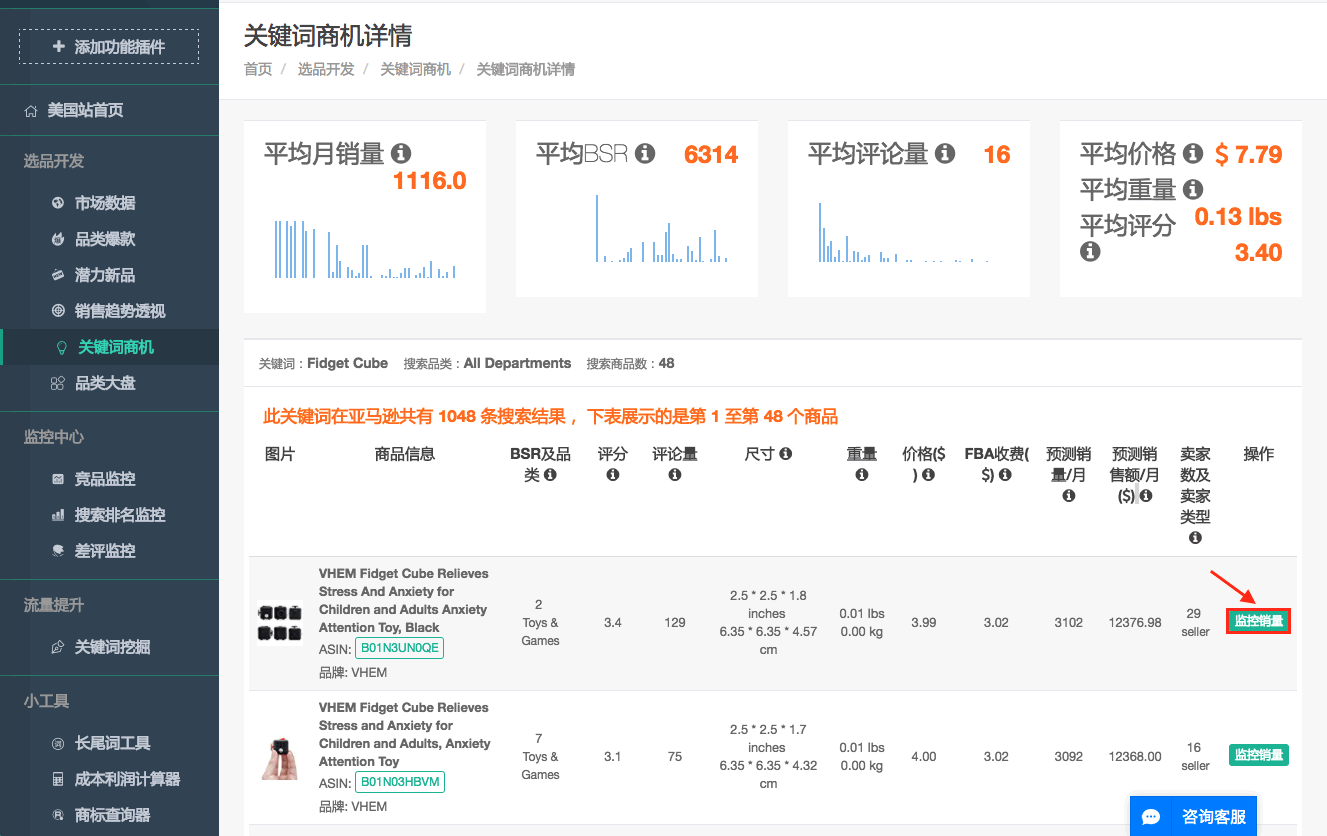 添加功能插件
美国站首页
选品开发
市场数据
品类爆款
潜力新品
销售趋势透视
关键词商机
品类大盘
监控中心
竞品监控
搜索排名监控
差评监控
流量提升
关键词挖掘
小工具
长尾词工具
成本利润计算器
商标查询器
关键词商机详情
首页 / 选品开发 / 关键词商机 / 关键词商机详情
平均月销量
1116.0
平均BSR 6314
平均评论量 16
平均价格 $ 7.79
平均重量
0.13 lbs
平均评分
3.40
关键词：Fidget Cube 搜索品类：All Departments 搜索商品数：48
此关键词在亚马逊共有 1048 条搜索结果， 下表展示的是第 1 至第 48 个商品
图片
商品信息
BSR及品
类
评分
评论量
尺寸
重量
价格($
)
FBA收费(
$)
预测销
量/月
预测销
售额/月
($)
卖家
数及
卖家
类型
操作
VHEM Fidget Cube Relieves
Stress And Anxiety for
Children and Adults Anxiety
Attention Toy, Black
ASIN: B01N3UN0QE
品牌: VHEM
2
Toys &
Games
3.4
129
2.5 * 2.5 * 1.8
inches
6.35 * 6.35 * 4.57
cm
0.01 lbs
0.00 kg
3.99
3.02
3102
12376.98
29
seller
监控销量
VHEM Fidget Cube Relieves
Stress and Anxiety for
Children and Adults, Anxiety
Attention Toy
ASIN: B01N03HBVM
品牌: VHEM
7
Toys &
Games
3.1
75
2.5 * 2.5 * 1.7
inches
6.35 * 6.35 * 4.32
cm
0.01 lbs
0.00 kg
4.00
3.02
3092
12368.00
16
seller
监控销量
咨询客服